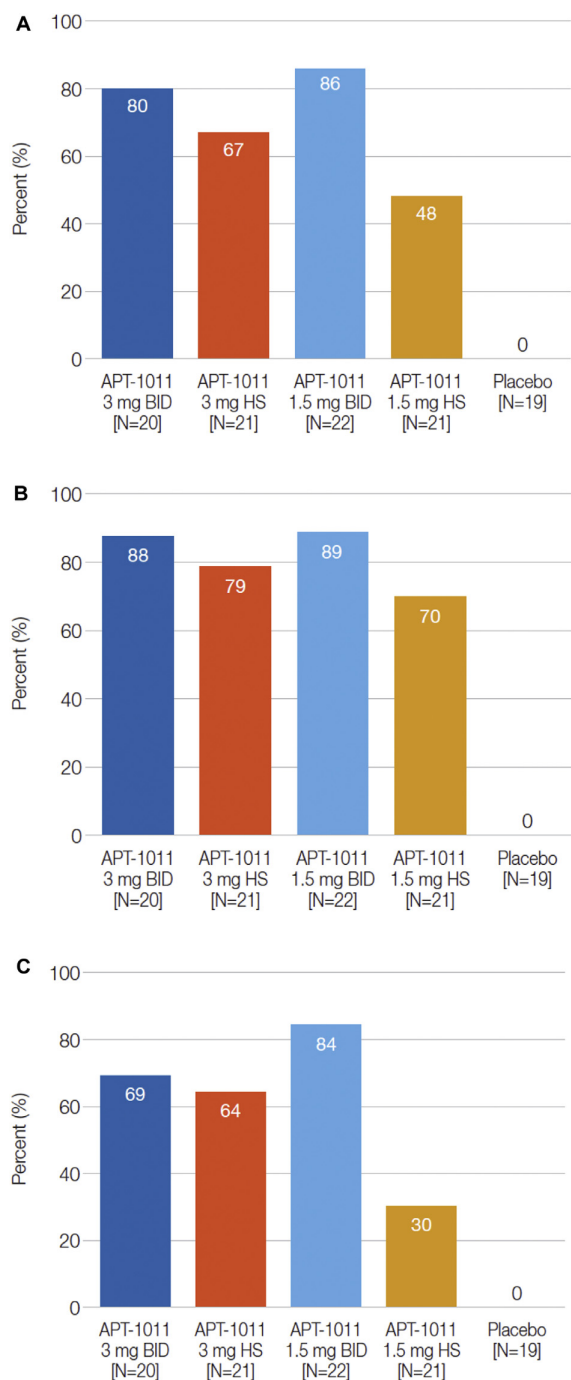 A
100
80
60
40
20
0
Percent (%)
80
67
86
48
0
APT-1011 APT-1011 APT-1011 APT-1011 Placebo
3 mg BID 3 mg HS 1.5 mg BID 1.5 mg HS [N=19]
[N=20] [N=21] [N=22] [N=21]
B
100
80
60
40
20
0
Percent (%)
88
79
89
70
0
APT-1011 APT-1011 APT-1011 APT-1011 Placebo
3 mg BID 3 mg HS 1.5 mg BID 1.5 mg HS [N=19]
[N=20] [N=21] [N=22] [N=21]
C
100
80
60
40
20
0
Percent (%)
69
64
84
30
0
APT-1011 APT-1011 APT-1011 APT-1011 Placebo
3 mg BID 3 mg HS 1.5 mg BID 1.5 mg HS [N=19]
[N=20] [N=21] [N=22] [N=21]